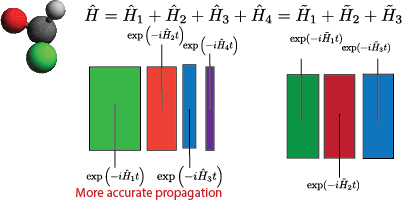 Ĥ = Ĥ₁ + Ĥ₂ + Ĥ₃ + Ĥ₄ = H̃₁ + H̃₂ + H̃₃
exp(−iĤ₂t)
exp(−iĤ₄t)
exp(−iĤ₁t)
exp(−iĤ₃t)
More accurate propagation
exp(−iH̃₁t)
exp(−iH̃₃t)
exp(−iH̃₂t)